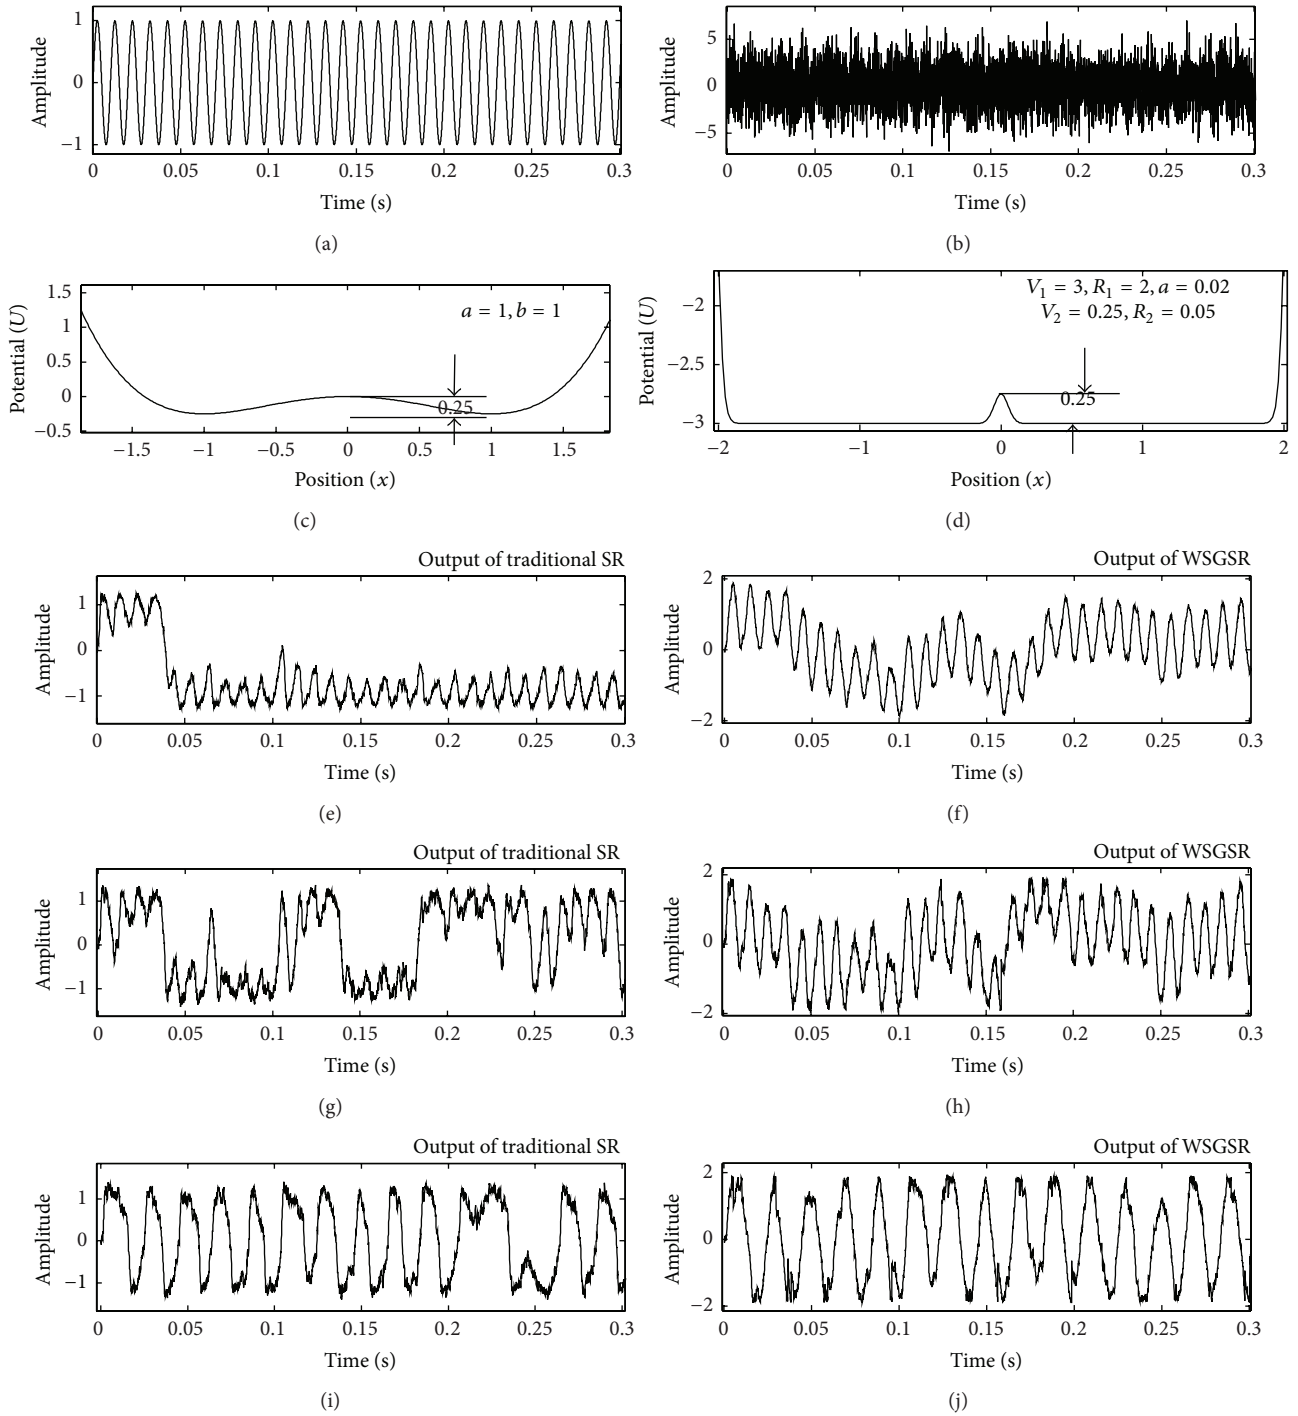 1
0
−1
Amplitude
0 0.05 0.1 0.15 0.2 0.25 0.3
Time (s)
(a)
5
0
−5
Amplitude
0 0.05 0.1 0.15 0.2 0.25 0.3
Time (s)
(b)
1.5
1
0.5
0
−0.5
Potential (U)
a = 1, b = 1
0.25
−1.5 −1 −0.5 0 0.5 1 1.5
Position (x)
(c)
−2
−2.5
−3
Potential (U)
V₁ = 3, R₁ = 2, a = 0.02
V₂ = 0.25, R₂ = 0.05
0.25
−2 −1 0 1 2
Position (x)
(d)
Output of traditional SR
1
0
−1
Amplitude
0 0.05 0.1 0.15 0.2 0.25 0.3
Time (s)
(e)
Output of WSGSR
2
0
−2
Amplitude
0 0.05 0.1 0.15 0.2 0.25 0.3
Time (s)
(f)
Output of traditional SR
1
0
−1
Amplitude
0 0.05 0.1 0.15 0.2 0.25 0.3
Time (s)
(g)
Output of WSGSR
2
0
−2
Amplitude
0 0.05 0.1 0.15 0.2 0.25 0.3
Time (s)
(h)
Output of traditional SR
1
0
−1
Amplitude
0 0.05 0.1 0.15 0.2 0.25 0.3
Time (s)
(i)
Output of WSGSR
2
0
−2
Amplitude
0 0.05 0.1 0.15 0.2 0.25 0.3
Time (s)
(j)